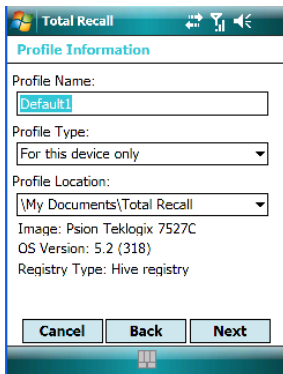 Total Recall
Profile Information
Profile Name:
Default1
Profile Type:
For this device only
Profile Location:
\My Documents\Total Recall
Image: Psion Teklogix 7527C
OS Version: 5.2 (318)
Registry Type: Hive registry
Cancel Back Next